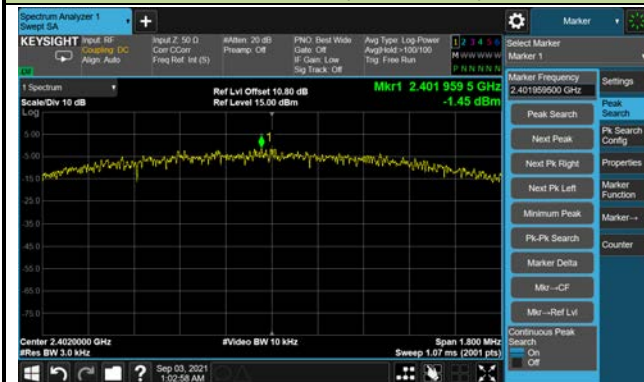 Spectrum Analyzer 1
Swept SA
Marker
KEYSIGHT
Input: RF
Coupling: DC
Align: Auto
Input Z: 50 Ω
Corr CCorr
Freq Ref: Int (S)
#Atten: 20 dB
Preamp: Off
PNO: Best Wide
Gate: Off
IF Gain: Low
Sig Track: Off
Avg Type: Log-Power
Avg|Hold:>100/100
Trig: Free Run
1 2 3 4 5 6
M W W W W W
P N N N N N
Select Marker
Marker 1
1 Spectrum
Scale/Div 10 dB
Log
Ref Lvl Offset 10.80 dB
Ref Level 15.00 dBm
Mkr1 2.401 959 5 GHz
-1.45 dBm
5.00
-5.00
-15.0
-25.0
-35.0
-45.0
-55.0
-65.0
-75.0
1
Center 2.4020000 GHz
#Res BW 3.0 kHz
#Video BW 10 kHz
Span 1.800 MHz
Sweep 1.07 ms (2001 pts)
Marker Frequency
2.401959500 GHz
Peak Search
Next Peak
Next Pk Right
Next Pk Left
Minimum Peak
Pk-Pk Search
Marker Delta
Mkr→CF
Mkr→Ref Lvl
Continuous Peak
Search
On
Off
Settings
Peak
Search
Pk Search
Config
Properties
Marker
Function
Marker→
Counter
Sep 03, 2021
1:02:58 AM